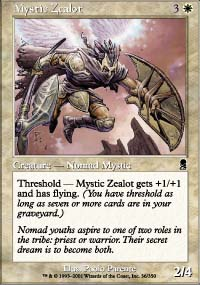 Mystic Zealot 3
Creature — Nomad Mystic
Threshold — Mystic Zealot gets +1/+1
and has flying. (You have threshold as
long as seven or more cards are in your
graveyard.)
Nomad youths aspire to one of two roles in
the tribe: priest or warrior. Their secret
dream is to become both.
Illus. Paolo Parente
™ & © 1993-2001 Wizards of the Coast, Inc. 36/350
2/4